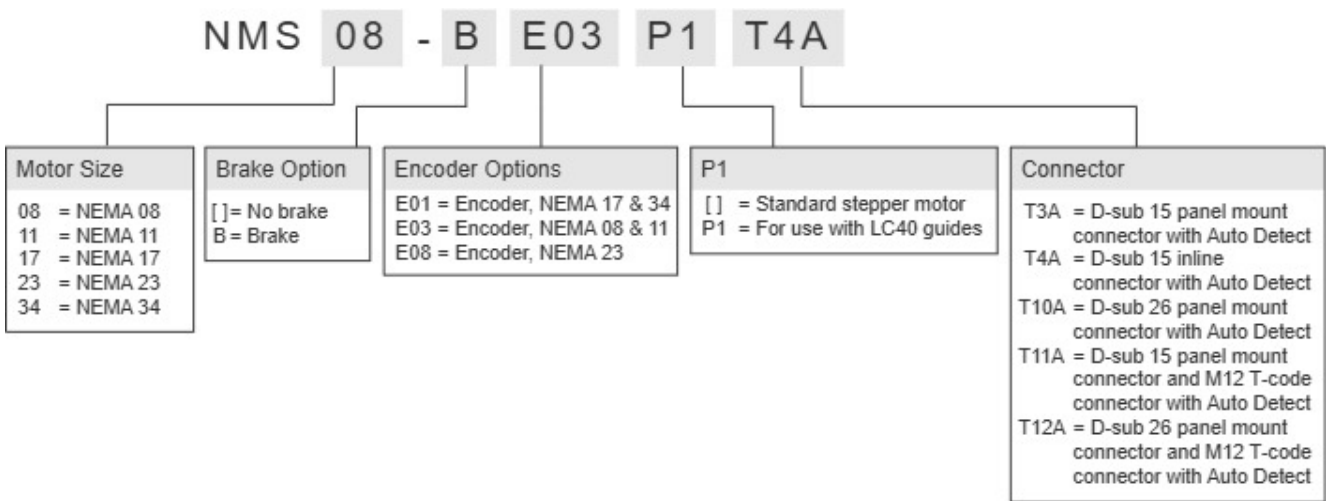 NMS 08 - B E03 P1 T4A
Motor Size
08 = NEMA 08
11 = NEMA 11
17 = NEMA 17
23 = NEMA 23
34 = NEMA 34
Brake Option
[ ]= No brake
B = Brake
Encoder Options
E01 = Encoder, NEMA 17 & 34
E03 = Encoder, NEMA 08 & 11
E08 = Encoder, NEMA 23
P1
[ ] = Standard stepper motor
P1 = For use with LC40 guides
Connector
T3A = D-sub 15 panel mount
connector with Auto Detect
T4A = D-sub 15 inline
connector with Auto Detect
T10A = D-sub 26 panel mount
connector with Auto Detect
T11A = D-sub 15 panel mount
connector and M12 T-code
connector with Auto Detect
T12A = D-sub 26 panel mount
connector and M12 T-code
connector with Auto Detect